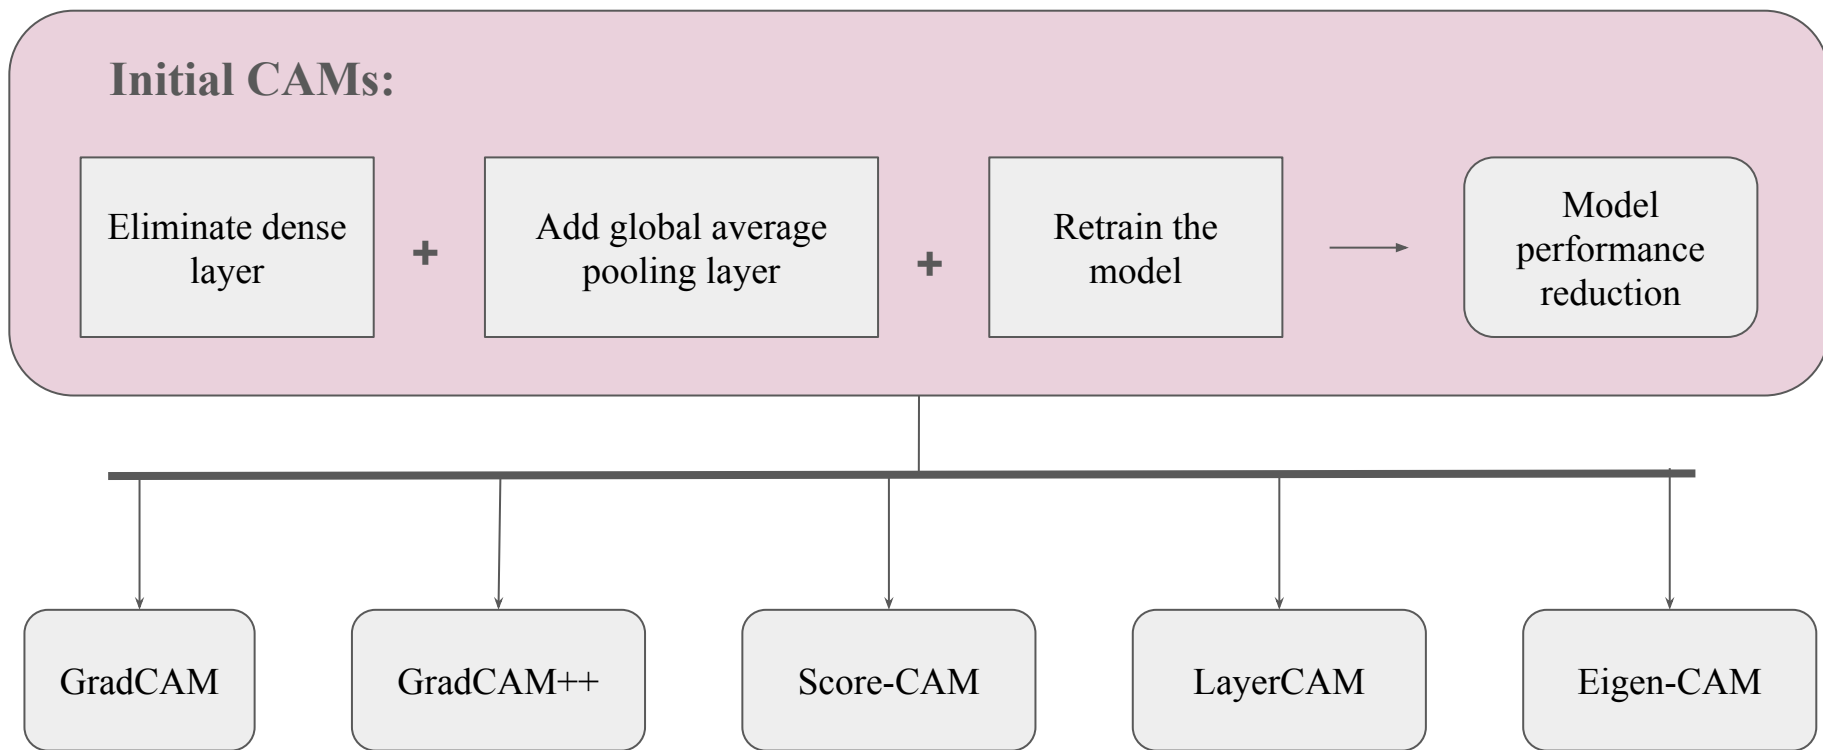 Initial CAMs:
Eliminate dense
layer
+
Add global average
pooling layer
+
Retrain the
model
Model
performance
reduction
GradCAM
GradCAM++
Score-CAM
LayerCAM
Eigen-CAM